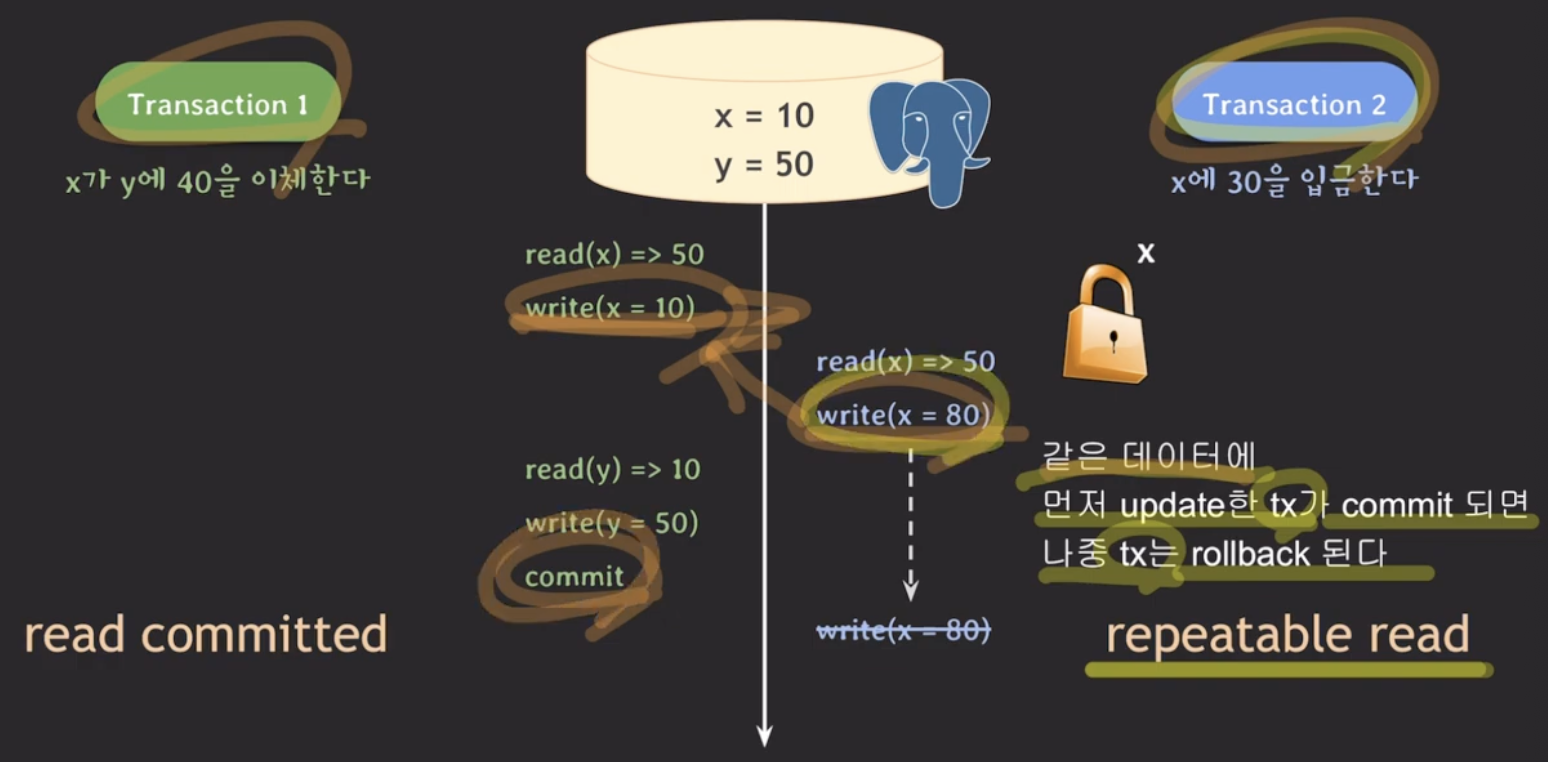 Transaction 1
x가 y에 40을 이체한다
x = 10
y = 50
Transaction 2
x에 30을 입금한다
read(x) => 50
write(x = 10)
x
read(x) => 50
write(x = 80)
같은 데이터에
먼저 update한 tx가 commit 되면
나중 tx는 rollback 된다
read(y) => 10
write(y = 50)
commit
write(x = 80)
read committed
repeatable read